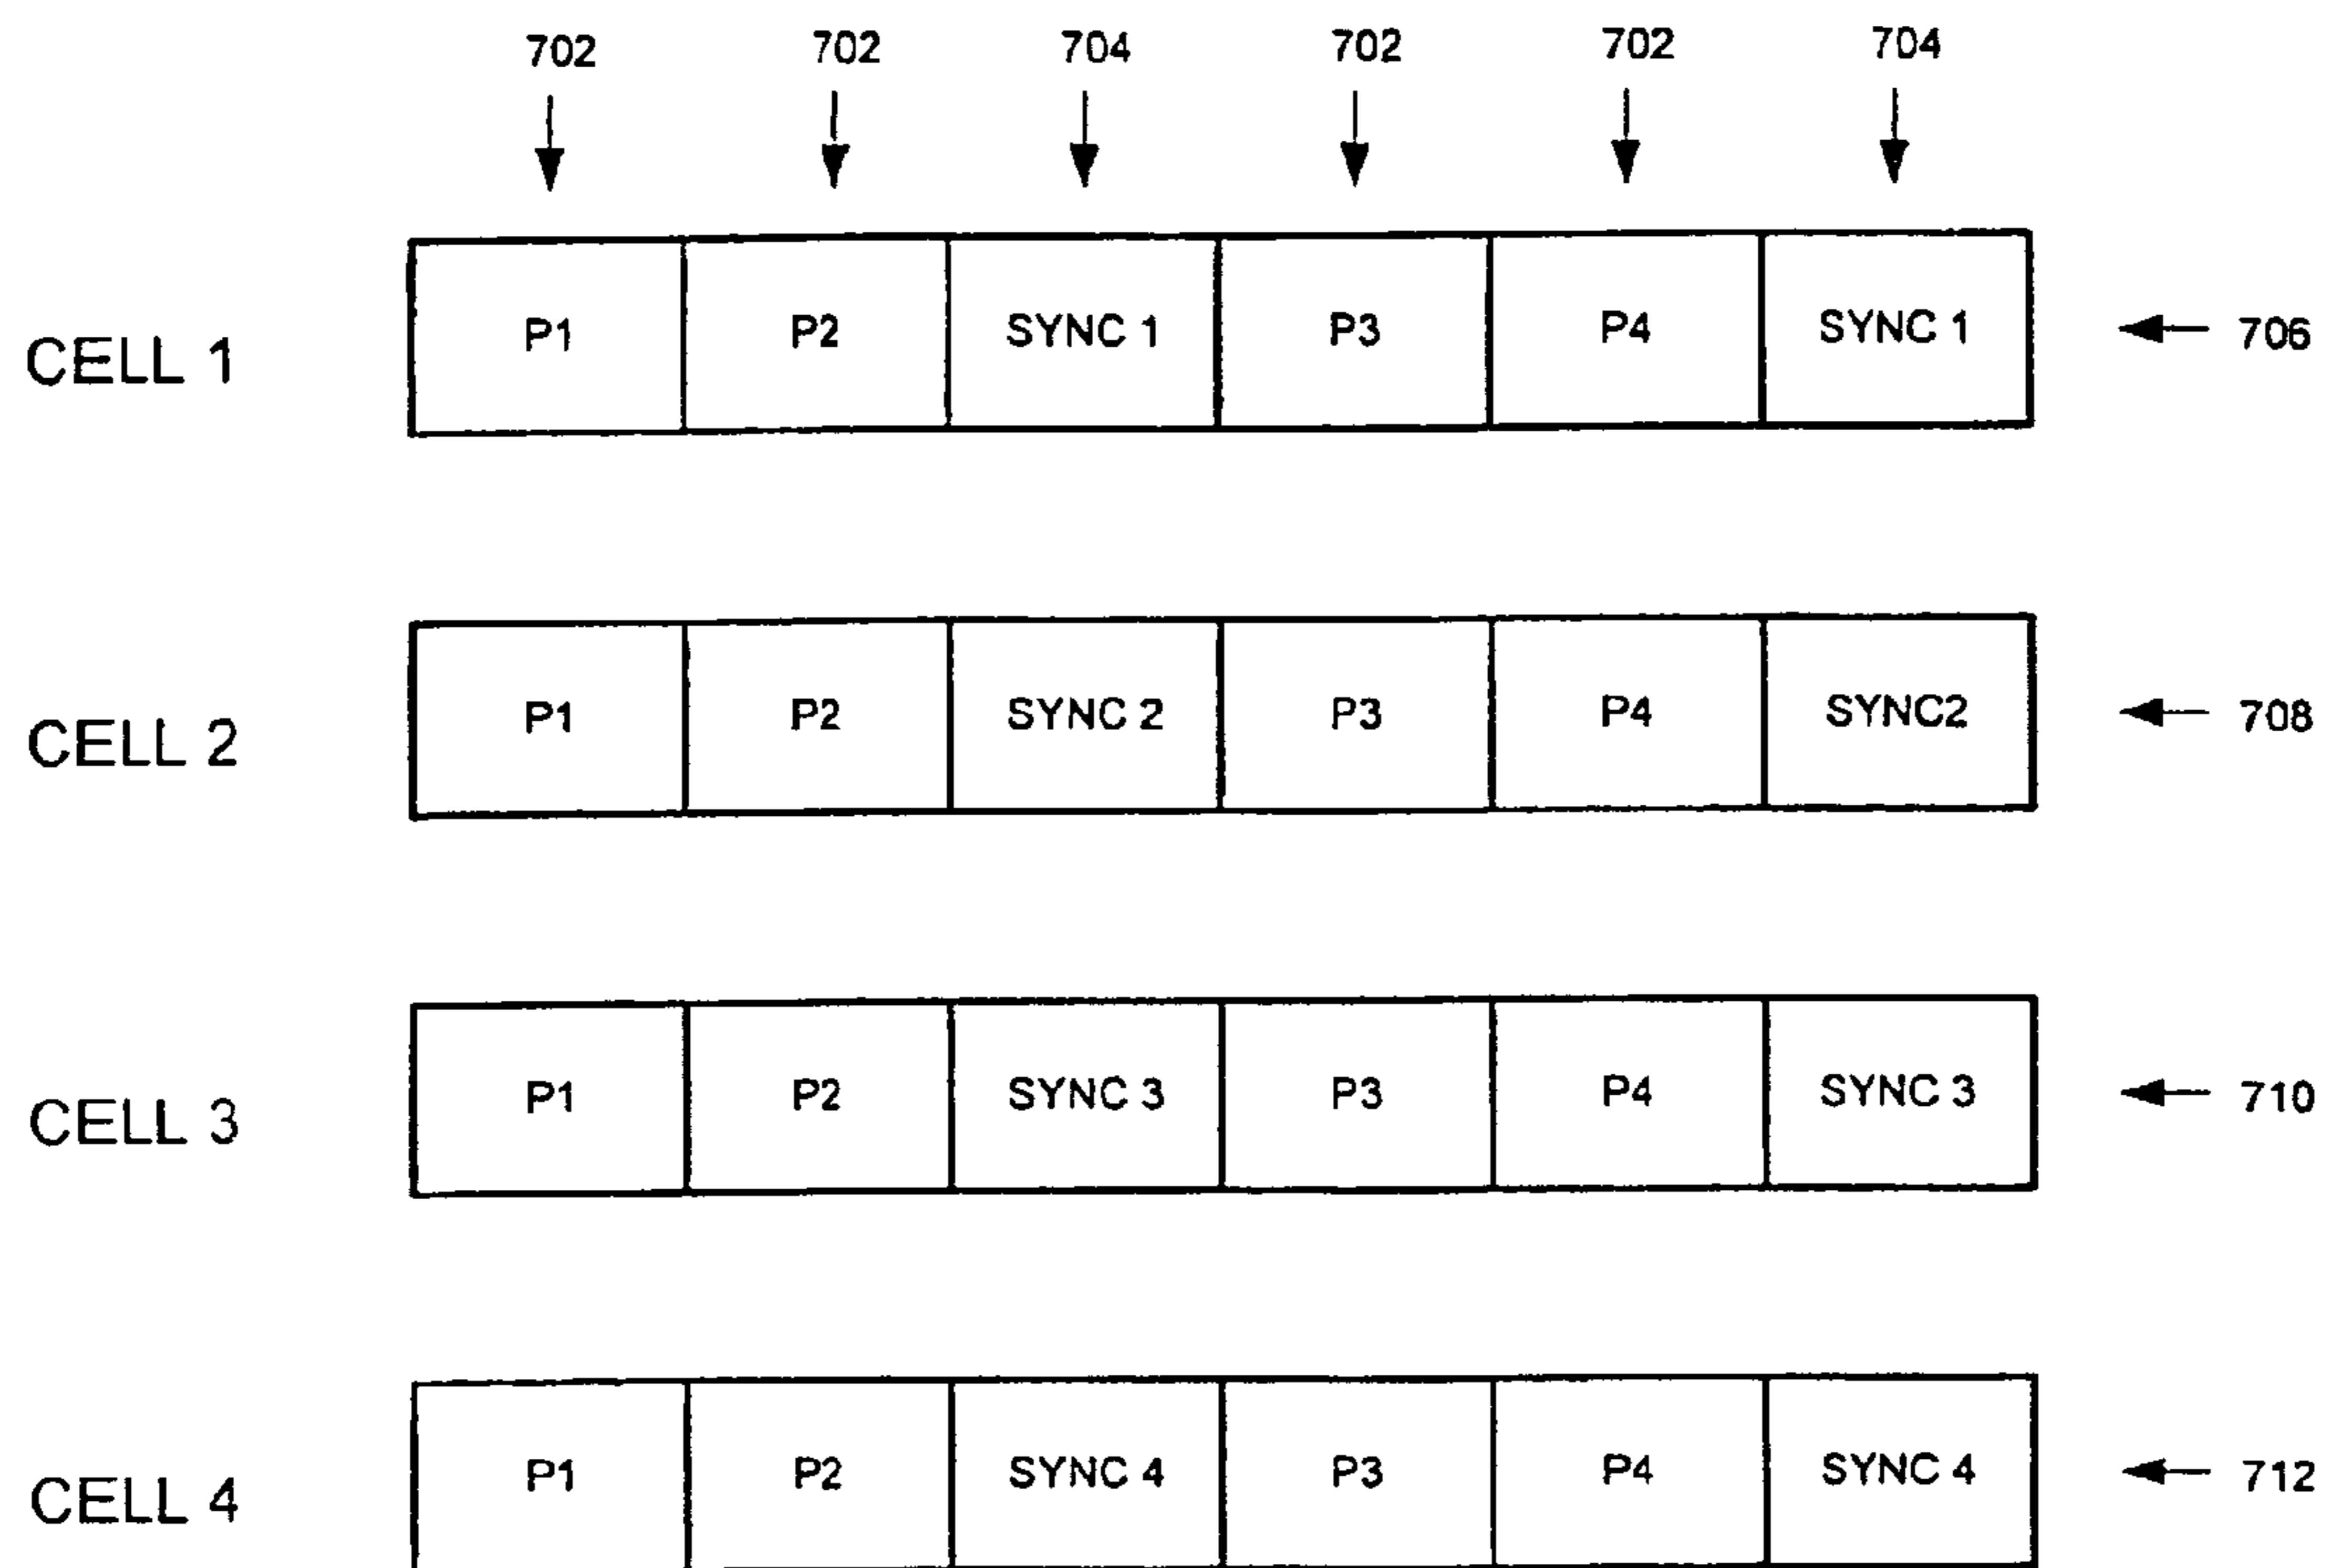 702 702 704 702 702 704
CELL 1 P1 P2 SYNC 1 P3 P4 SYNC 1 706
CELL 2 P1 P2 SYNC 2 P3 P4 SYNC2 708
CELL 3 P1 P2 SYNC 3 P3 P4 SYNC 3 710
CELL 4 P1 P2 SYNC 4 P3 P4 SYNC 4 712